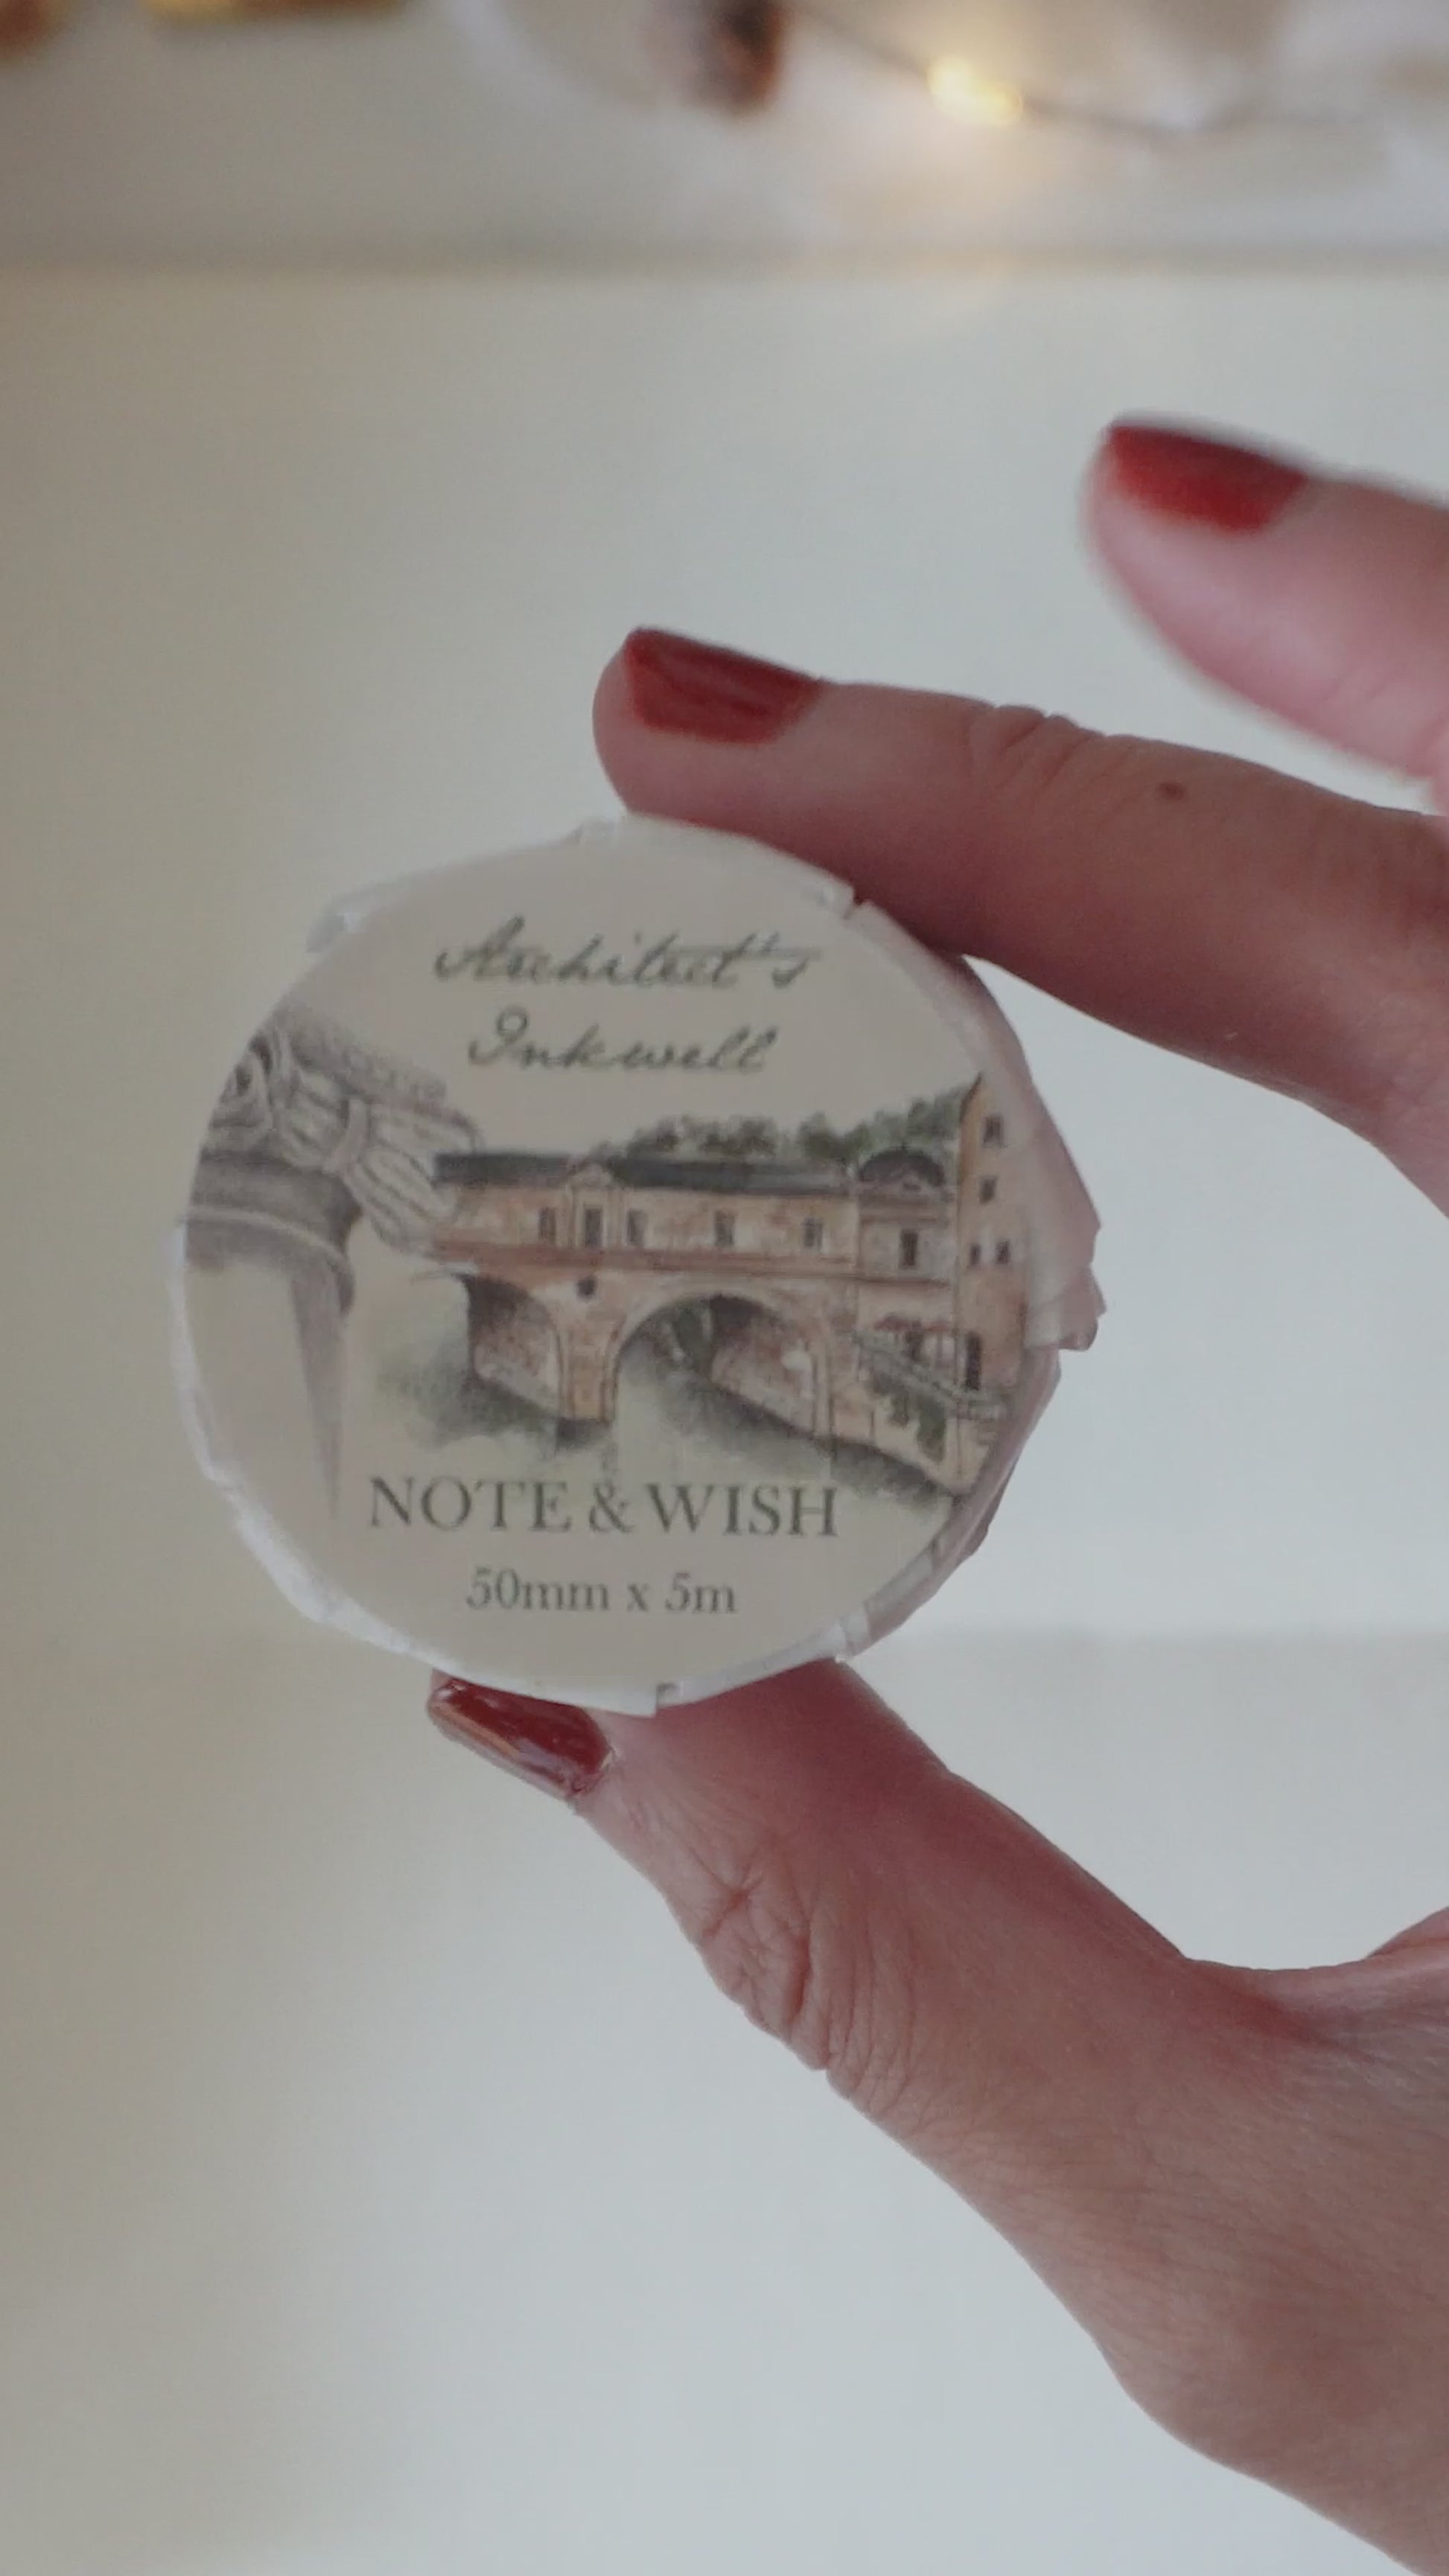 Architect's
Inkwell
NOTE & WISH
50mm x 5m